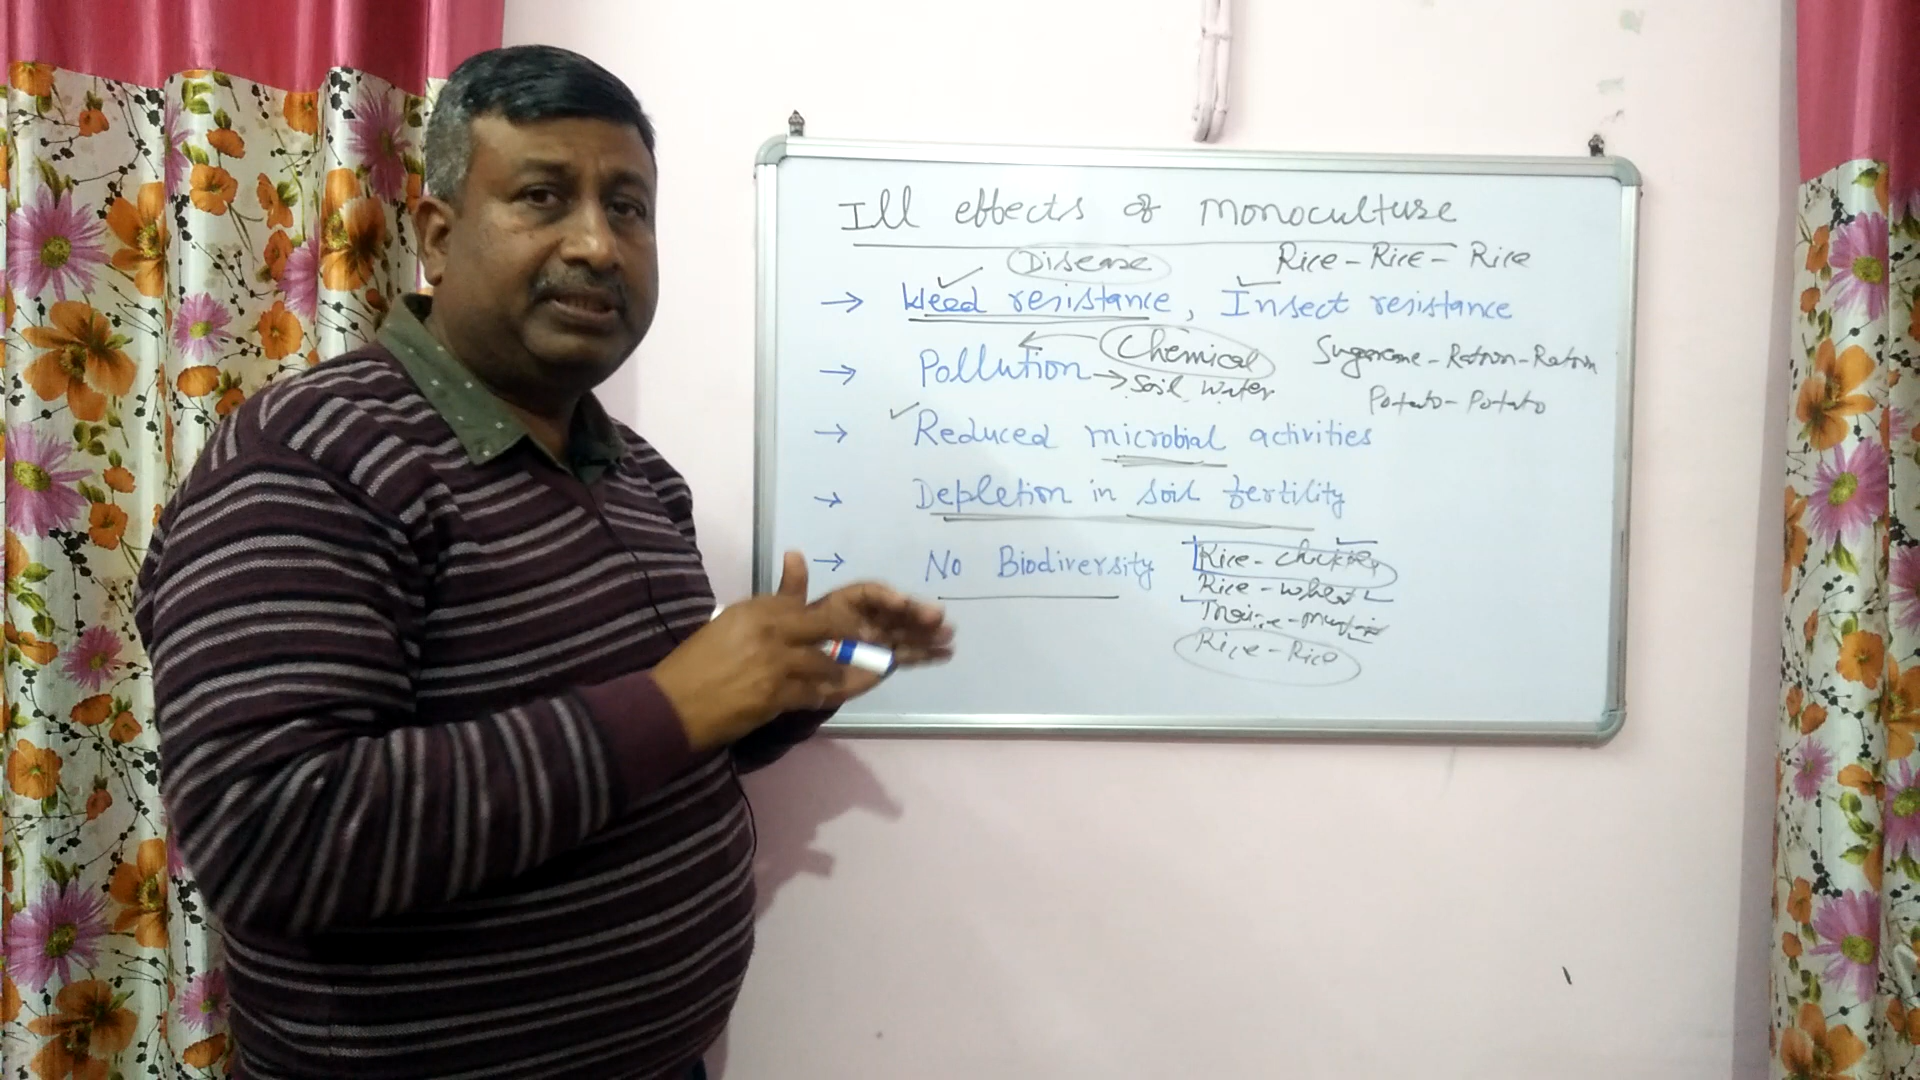 Ill effects of monoculture
Disease
Rice - Rice - Rice
→ Weed resistance, Insect resistance
Chemical
Sugarcane - Ratoon - Ratoon
→ Pollution → Soil Water
Potato - Potato
→ Reduced microbial activities
→ Depletion in soil fertility
→ No Biodiversity
Rice -
Rice - wheat
Maize -
Rice - Rice